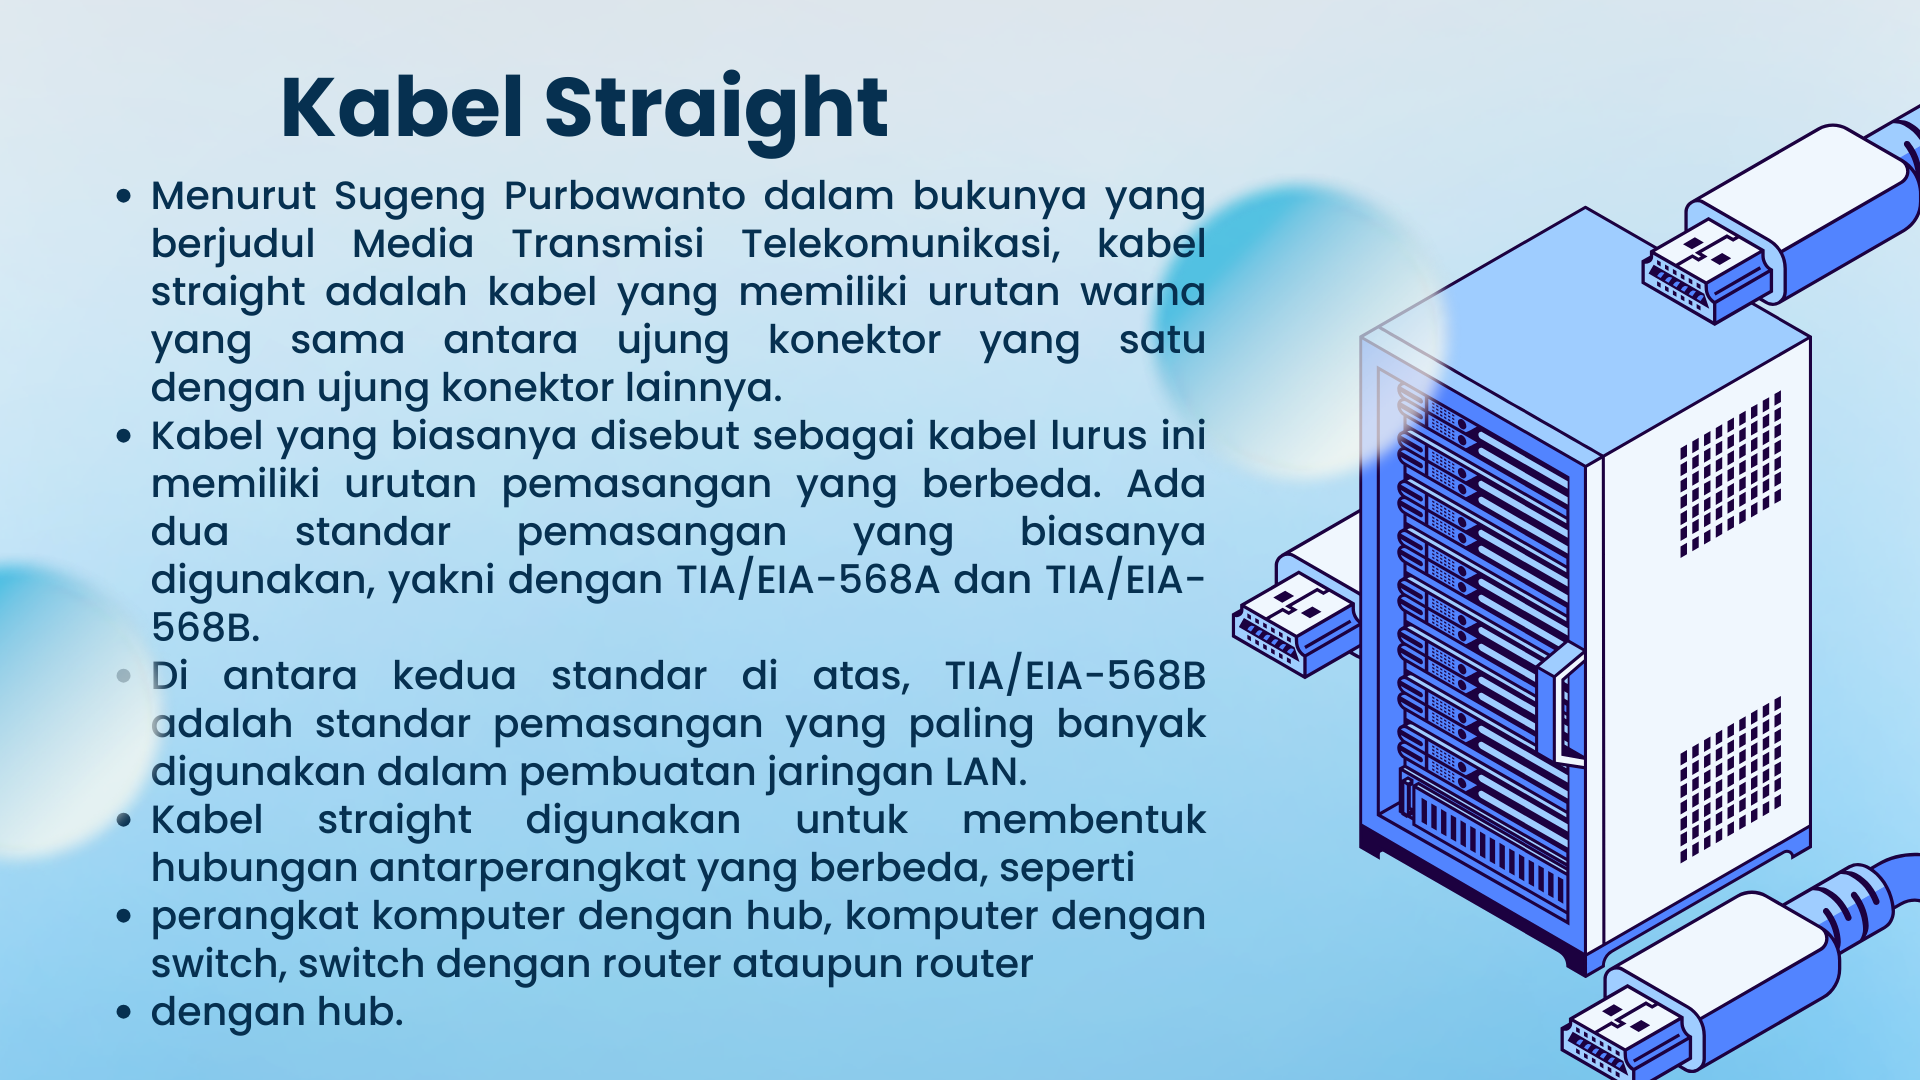 Kabel Straight
• Menurut Sugeng Purbawanto dalam bukunya yang
berjudul Media Transmisi Telekomunikasi, kabel
straight adalah kabel yang memiliki urutan warna
yang sama antara ujung konektor yang satu
dengan ujung konektor lainnya.
• Kabel yang biasanya disebut sebagai kabel lurus ini
memiliki urutan pemasangan yang berbeda. Ada
dua standar pemasangan yang biasanya
digunakan, yakni dengan TIA/EIA-568A dan TIA/EIA-
568B.
• Di antara kedua standar di atas, TIA/EIA-568B
adalah standar pemasangan yang paling banyak
digunakan dalam pembuatan jaringan LAN.
• Kabel straight digunakan untuk membentuk
hubungan antarperangkat yang berbeda, seperti
• perangkat komputer dengan hub, komputer dengan
switch, switch dengan router ataupun router
• dengan hub.